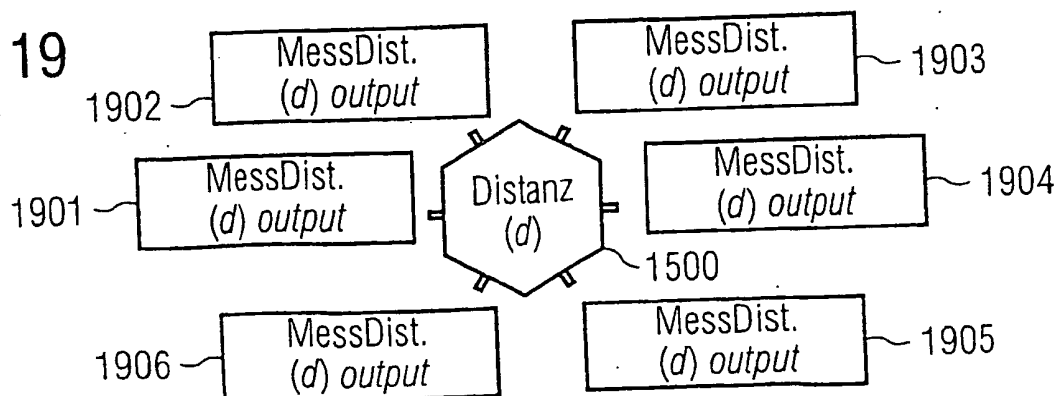 19
MessDist.
(d) output
1902
MessDist.
(d) output
1903
MessDist.
(d) output
1901
Distanz
(d)
1500
MessDist.
(d) output
1904
MessDist.
(d) output
1906
MessDist.
(d) output
1905